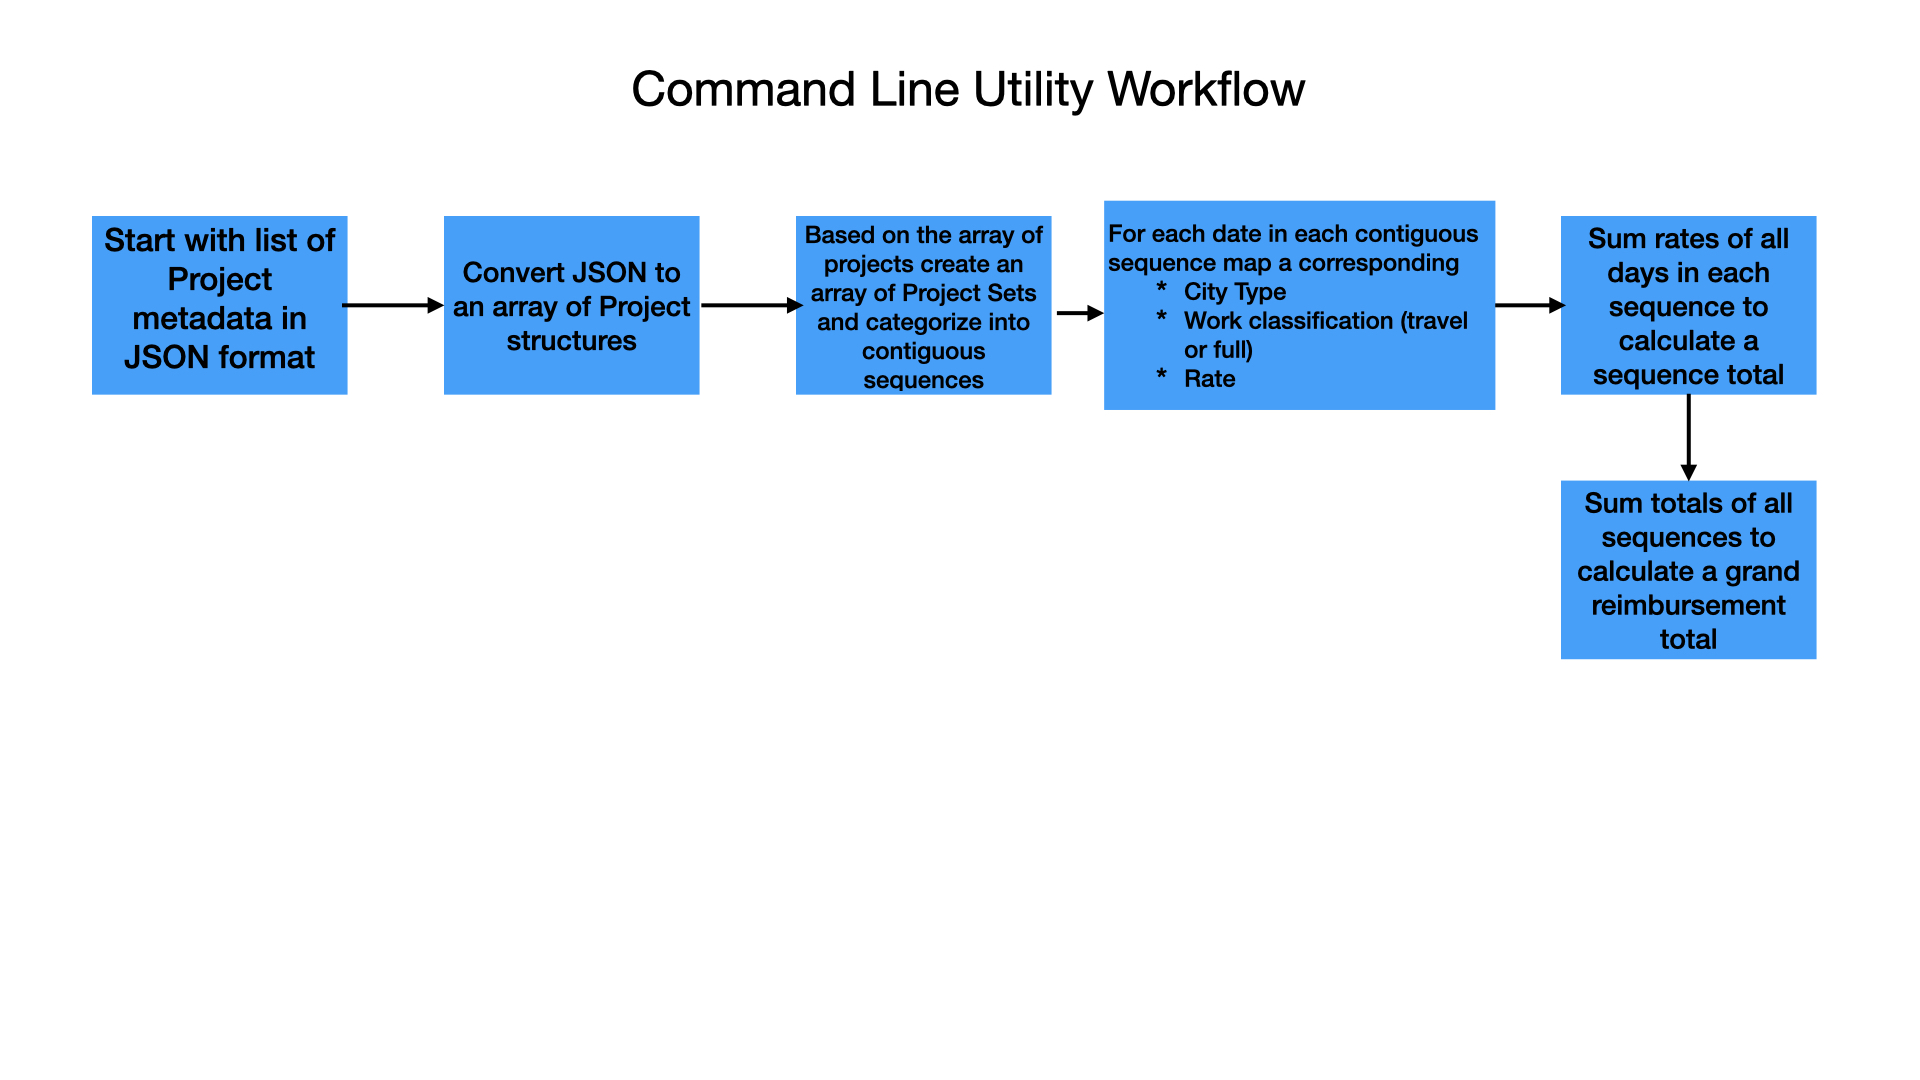 Command Line Utility Workflow
Start with list of
Project
metadata in
JSON format
Convert JSON to
an array of Project
structures
Based on the array of
projects create an
array of Project Sets
and categorize into
contiguous
sequences
For each date in each contiguous
sequence map a corresponding
* City Type
* Work classification (travel
or full)
* Rate
Sum rates of all
days in each
sequence to
calculate a
sequence total
Sum totals of all
sequences to
calculate a grand
reimbursement
total